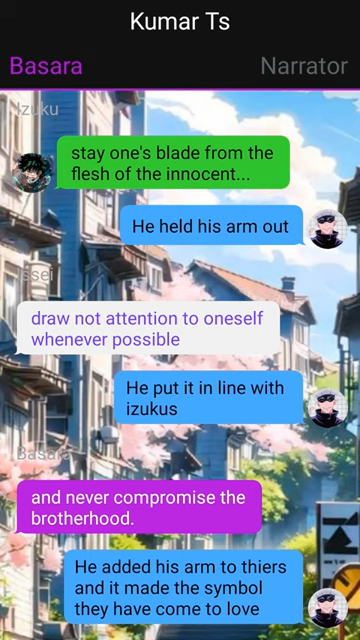 Kumar Ts
Basara
Narrator
Izuku
stay one's blade from the
flesh of the innocent...
He held his arm out
Issei
draw not attention to oneself
whenever possible
He put it in line with
izukus
Basara
and never compromise the
brotherhood.
He added his arm to thiers
and it made the symbol
they have come to love